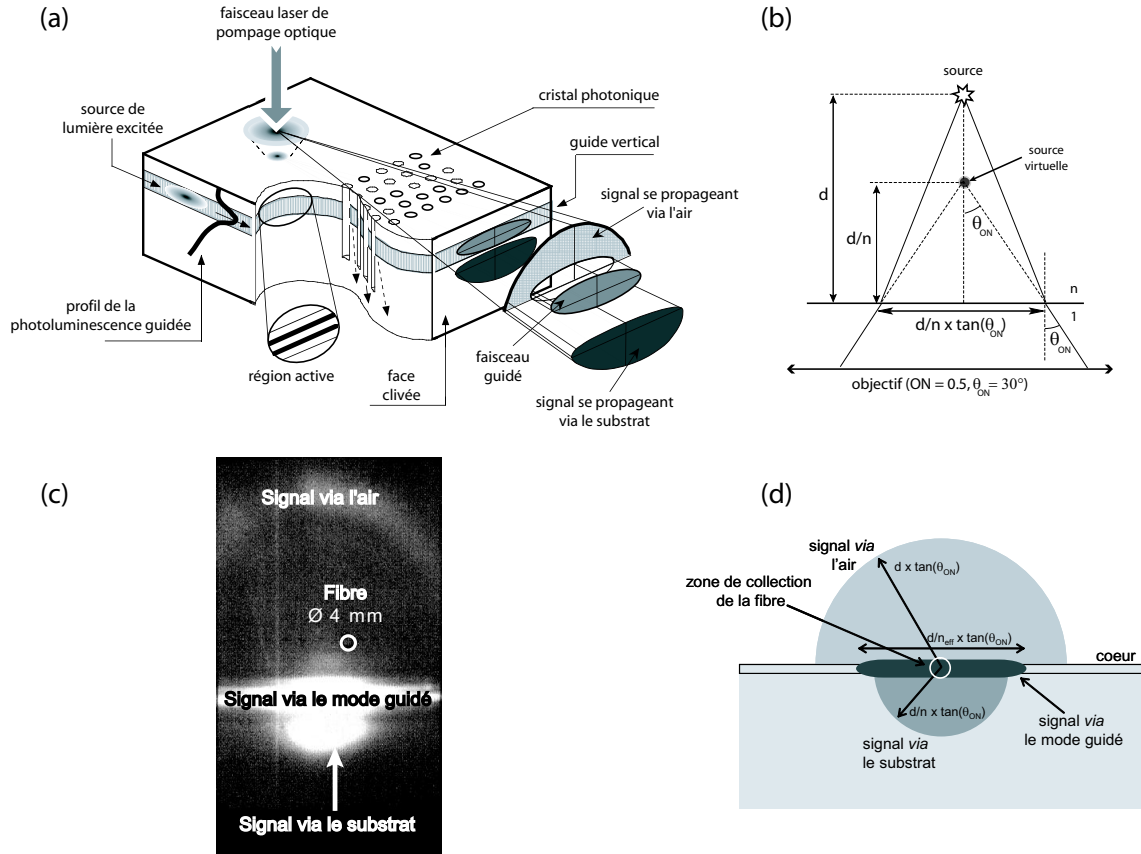 (a)
faisceau laser de
pompage optique
source de
lumière excitée
cristal photonique
guide vertical
signal se propageant
via l'air
profil de la
photoluminescence guidée
région active
face
clivée
faisceau
guidé
signal se propageant
via le substrat
(b)
source
source
virtuelle
d
d/n
θON
n
1
d/n x tan(θON)
θON
objectif (ON = 0.5, θON= 30°)
(c)
Signal via l'air
Fibre
Ø 4 mm
Signal via le mode guidé
Signal via le substrat
(d)
signal via
l'air
d x tan(θON)
zone de collection
de la fibre
d/neff x tan(θON)
coeur
d/n x tan(θON)
signal via
le substrat
signal via
le mode guidé